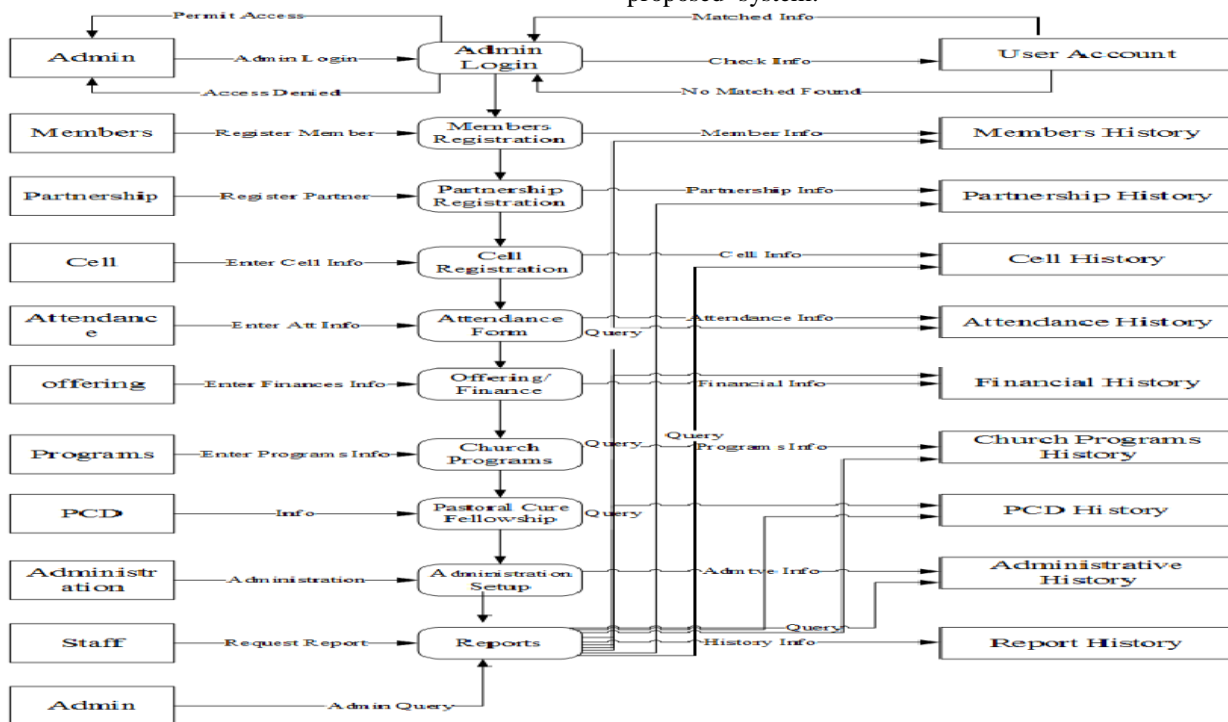 proposed system.
Permit Access
Matched Info
Admin
Admin Login
Admin
Login
Check Info
User Account
Access Denied
No Matched Found
Members
Register Member
Members
Registration
Member Info
Members History
Partnership
Register Partner
Partnership
Registration
Partnership Info
Partnership History
Cell
Enter Cell Info
Cell
Registration
Cell Info
Cell History
Attendanc
e
Enter Att Info
Attendance
Form
Query
Attendance Info
Attendance History
offering
Enter Finances Info
Offering/
Finance
Financial Info
Financial History
Programs
Enter Programs Info
Church
Programs
Query
Query
Programs Info
Church Programs
History
PCD
Info
Pastoral Cure
Fellowship
Query
PCD History
Administr
ation
Administration
Administration
Setup
Admtve Info
Administrative
History
Staff
Request Report
Reports
Query
History Info
Report History
Admin
Admin Query